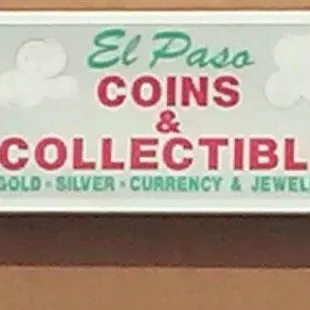 El Paso
COINS
&
COLLECTIBL
GOLD · SILVER · CURRENCY & JEWEL